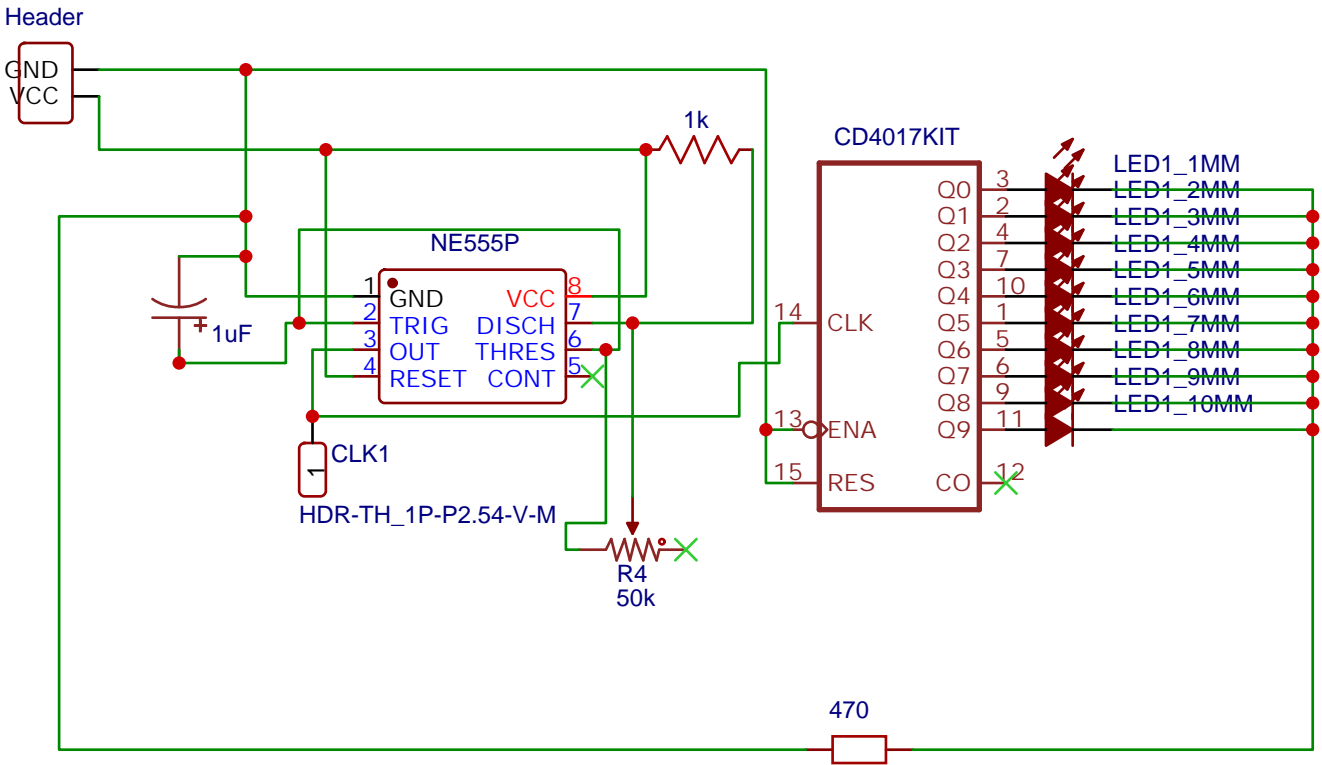 Header
GND
VCC
1k
CD4017KIT
NE555P
1 GND VCC 8
2 TRIG DISCH 7
3 OUT THRES 6
4 RESET CONT 5
1uF
+
CLK1
1
HDR-TH_1P-P2.54-V-M
R4
50k
14 CLK
13 ENA
15 RES
Q0 3
Q1 2
Q2 4
Q3 7
Q4 10
Q5 1
Q6 5
Q7 6
Q8 9
Q9 11
CO 12
LED1_1MM
LED1_2MM
LED1_3MM
LED1_4MM
LED1_5MM
LED1_6MM
LED1_7MM
LED1_8MM
LED1_9MM
LED1_10MM
470